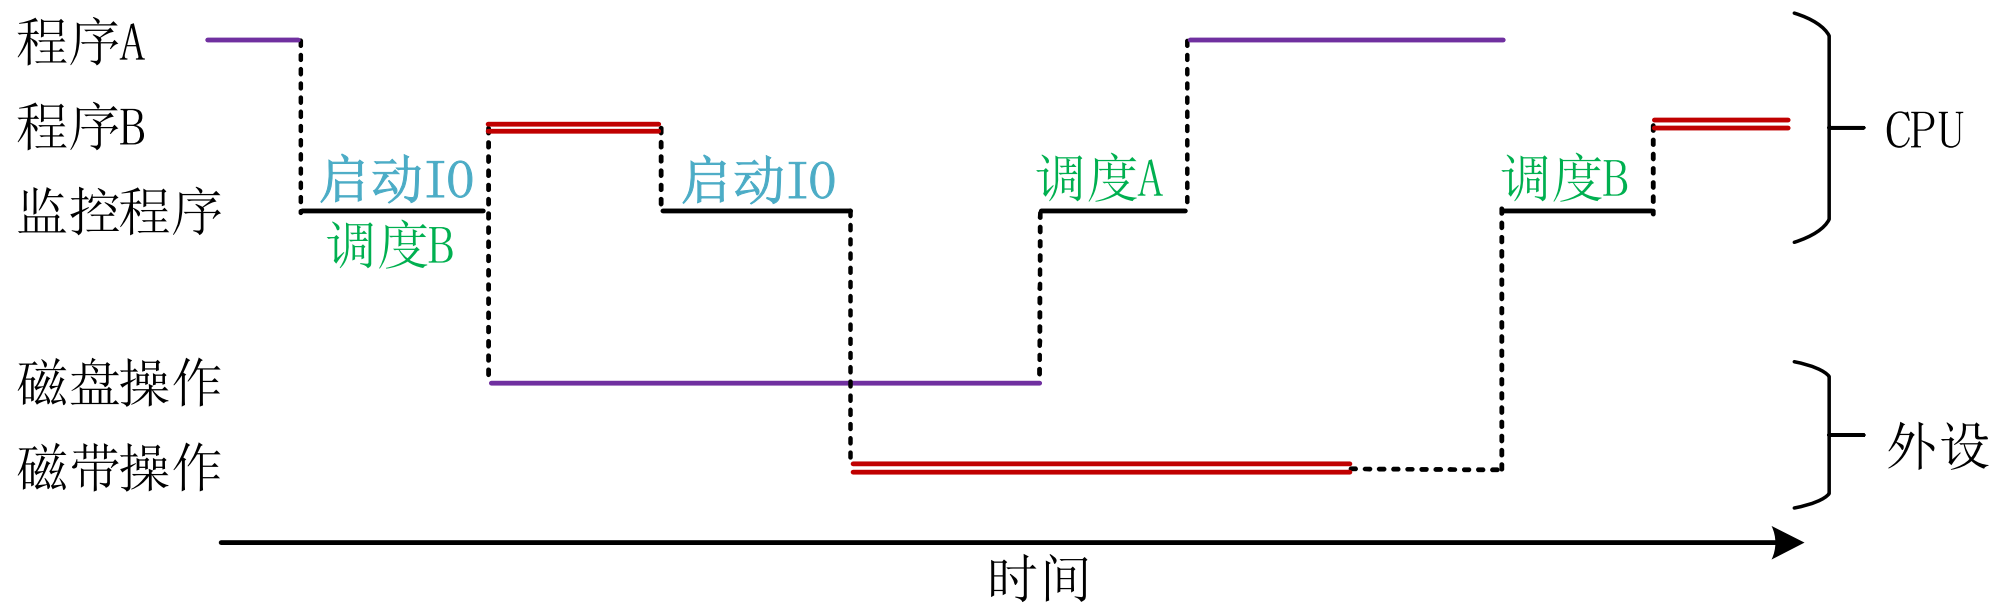 程序A
程序B
CPU
启动IO
启动IO
调度A
调度B
监控程序
调度B
磁盘操作
磁带操作
外设
时间